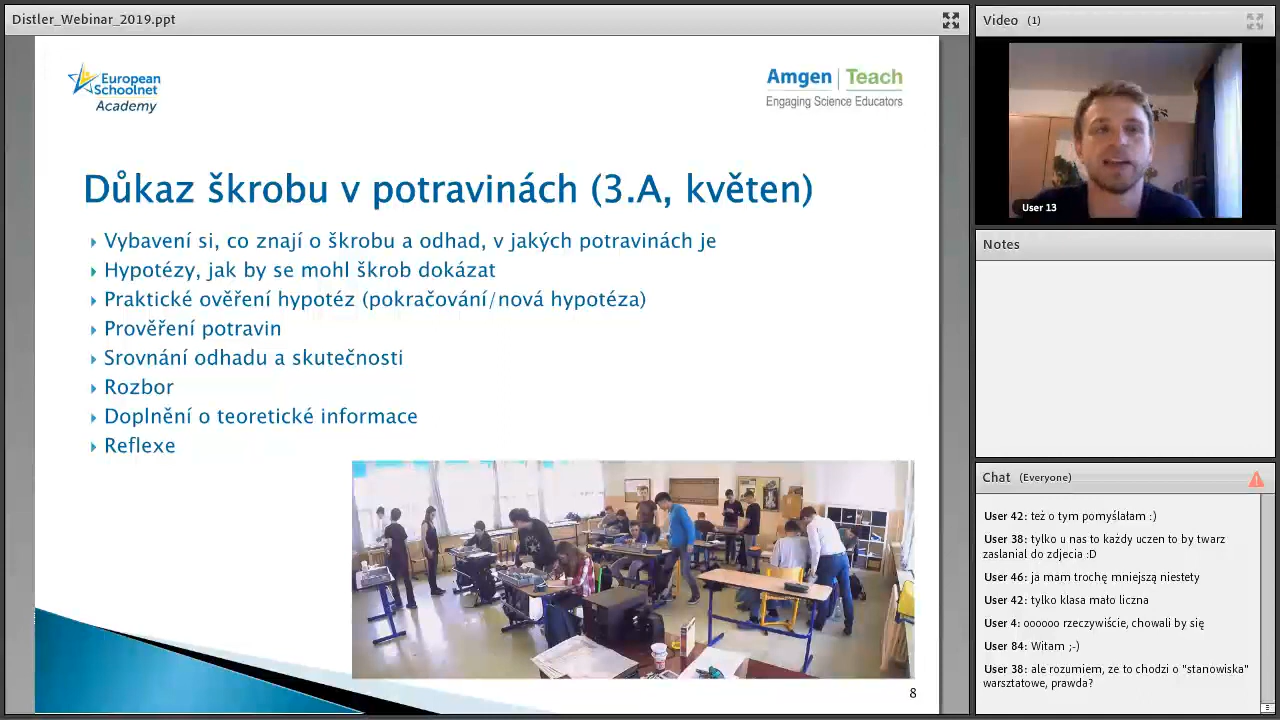 Distler_Webinar_2019.ppt
European
Schoolnet
Academy
Amgen Teach
Engaging Science Educators
Důkaz škrobu v potravinách (3.A, květen)
Vybavení si, co znají o škrobu a odhad, v jakých potravinách je
Hypotézy, jak by se mohl škrob dokázat
Praktické ověření hypotéz (pokračování/nová hypotéza)
Prověření potravin
Srovnání odhadu a skutečnosti
Rozbor
Doplnění o teoretické informace
Reflexe
8
Video (1)
User 13
Notes
Chat (Everyone)
User 42: też o tym pomyślałam :)
User 38: tylko u nas to każdy uczen to by twarz
zaslanial do zdjecia :D
User 46: ja mam trochę mniejszą niestety
User 42: tylko klasa mało liczna
User 4: oooooo rzeczywiście, chowali by się
User 84: Witam ;-)
User 38: ale rozumiem, ze to chodzi o "stanowiska"
warsztatowe, prawda?